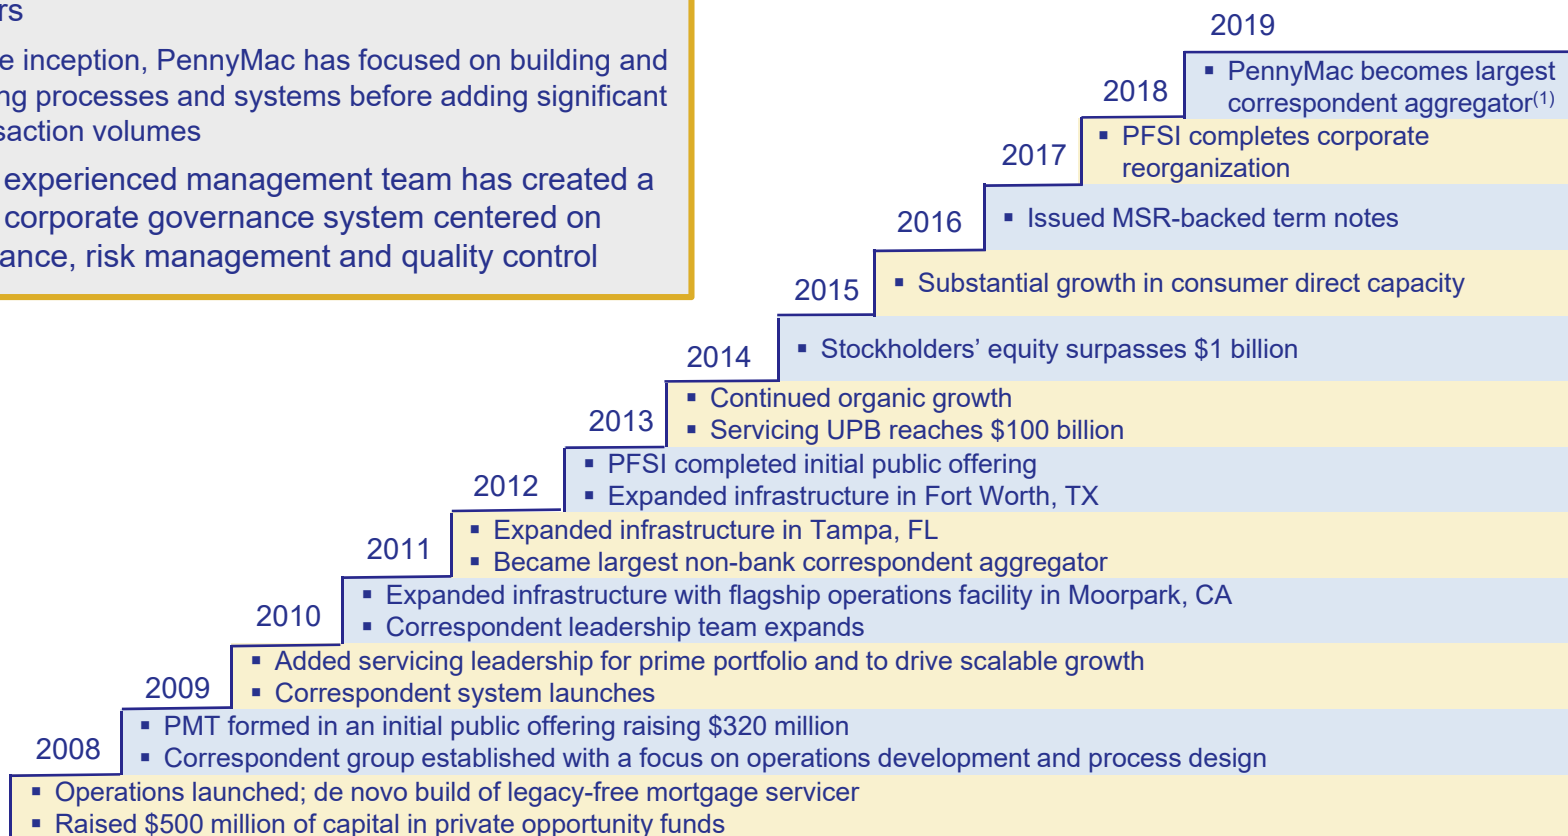 e inception, PennyMac has focused on building and
ng processes and systems before adding significant
saction volumes
experienced management team has created a
corporate governance system centered on
ance, risk management and quality control
2019
▪ PennyMac becomes largest
correspondent aggregator(1)
2018
▪ PFSI completes corporate
reorganization
2017
▪ Issued MSR-backed term notes
2016
▪ Substantial growth in consumer direct capacity
2015
▪ Stockholders’ equity surpasses $1 billion
2014
▪ Continued organic growth
▪ Servicing UPB reaches $100 billion
2013
▪ PFSI completed initial public offering
▪ Expanded infrastructure in Fort Worth, TX
2012
▪ Expanded infrastructure in Tampa, FL
▪ Became largest non-bank correspondent aggregator
2011
▪ Expanded infrastructure with flagship operations facility in Moorpark, CA
▪ Correspondent leadership team expands
2010
▪ Added servicing leadership for prime portfolio and to drive scalable growth
▪ Correspondent system launches
2009
▪ PMT formed in an initial public offering raising $320 million
▪ Correspondent group established with a focus on operations development and process design
2008
▪ Operations launched; de novo build of legacy-free mortgage servicer
▪ Raised $500 million of capital in private opportunity funds